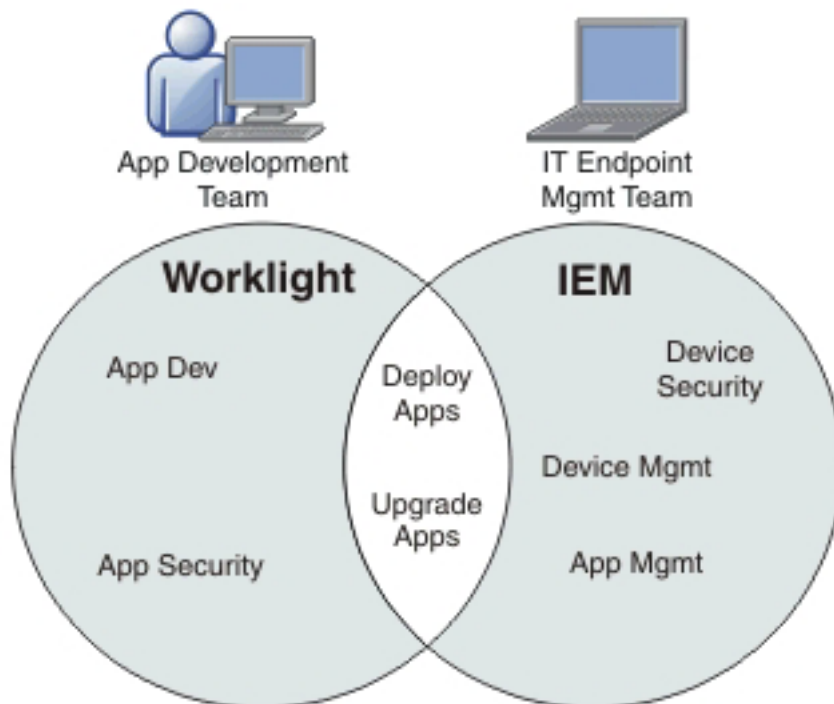 App Development
Team
IT Endpoint
Mgmt Team
Worklight
IEM
App Dev
Deploy
Apps
Device
Security
Device Mgmt
Upgrade
Apps
App Security
App Mgmt